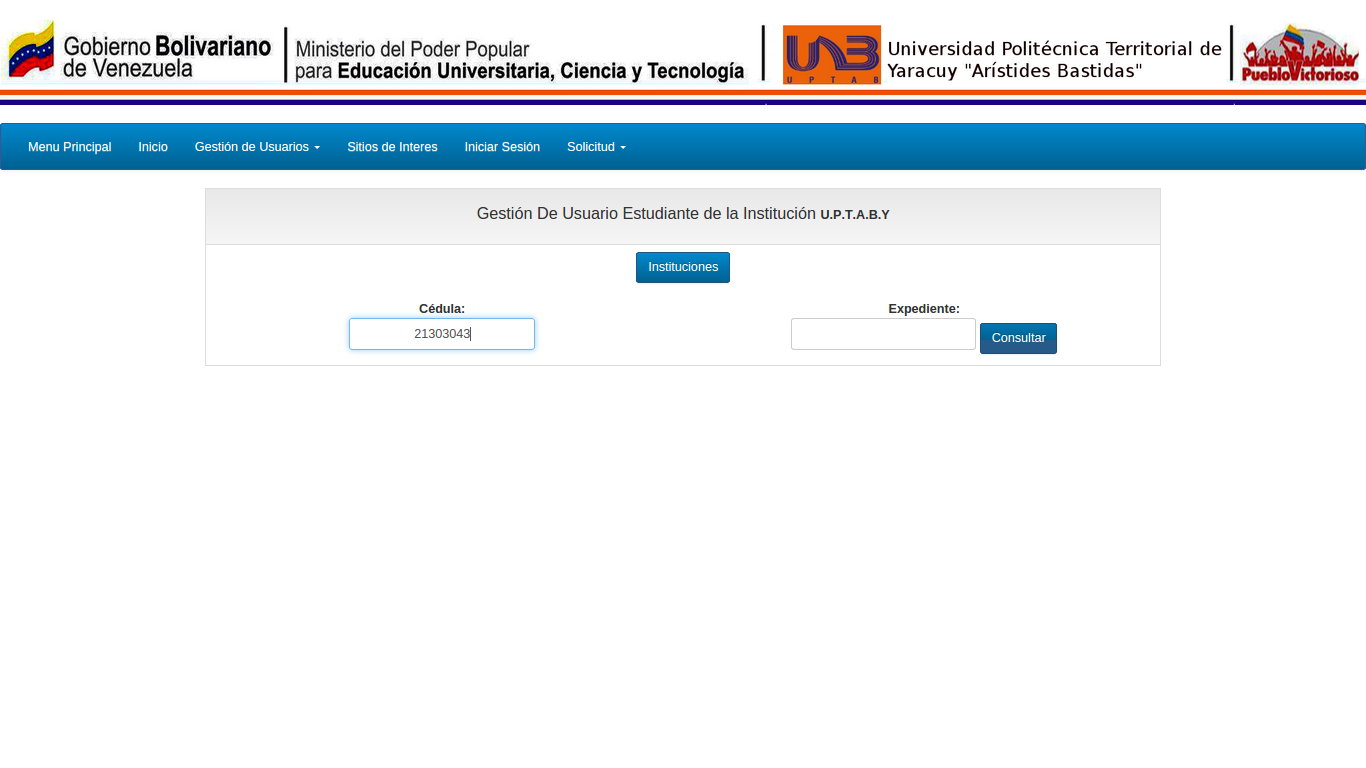 Gobierno Bolivariano
de Venezuela
Ministerio del Poder Popular
para Educación Universitaria, Ciencia y Tecnología
UNB
UPTAB
Universidad Politécnica Territorial de
Yaracuy "Arístides Bastidas"
PuebloVictorioso
Menu Principal Inicio Gestión de Usuarios Sitios de Interes Iniciar Sesión Solicitud
Gestión De Usuario Estudiante de la Institución U.P.T.A.B.Y
Instituciones
Cédula: Expediente:
21303043 Consultar